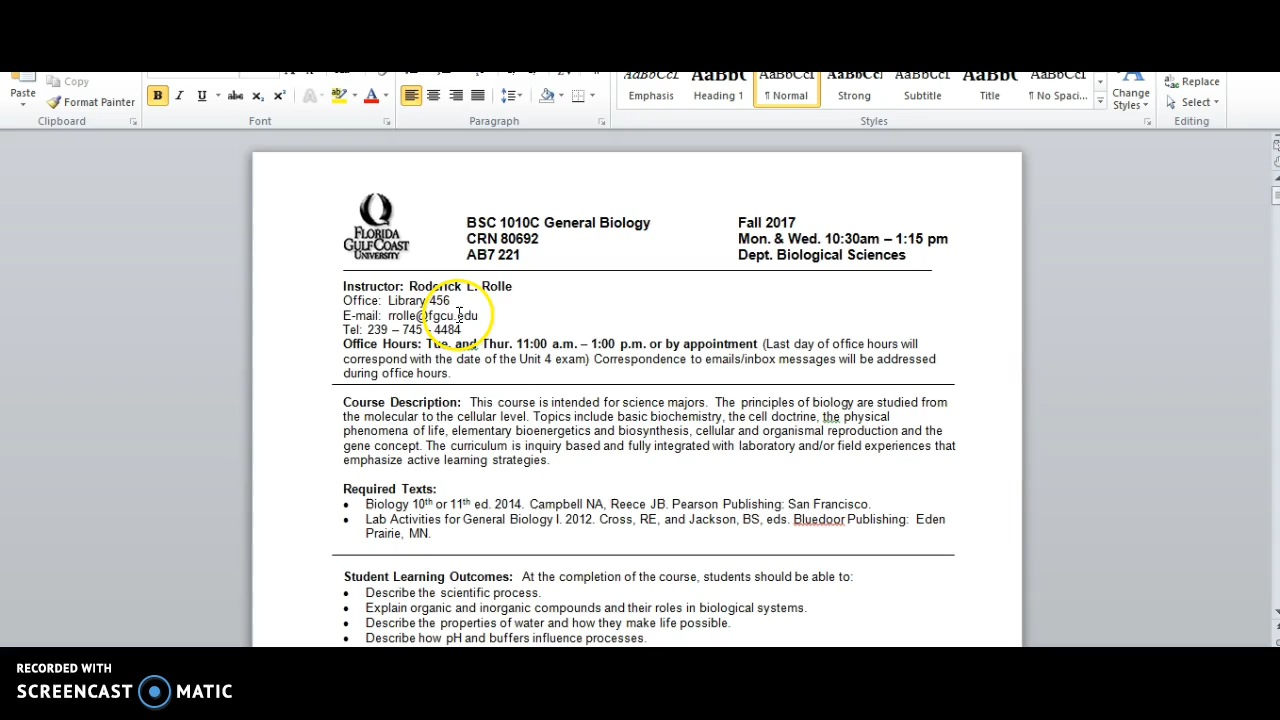 Copy
Paste
Format Painter
Clipboard
B I U abc x₂ x² A ab A
Font
Paragraph
AaBbCcI AaBbC AaBbCcI AaBbCcI AaBbCcI AaBbC AaBbCcI
Emphasis Heading 1 ¶ Normal Strong Subtitle Title ¶ No Spaci...
Change
Styles
Styles
Replace
Select
Editing
FLORIDA
GULF COAST
UNIVERSITY
BSC 1010C General Biology
CRN 80692
AB7 221
Fall 2017
Mon. & Wed. 10:30am – 1:15 pm
Dept. Biological Sciences
Instructor: Roderick L. Rolle
Office: Library 456
E-mail: rrolle@fgcu.edu
Tel: 239 – 745 - 4484
Office Hours: Tue. and Thur. 11:00 a.m. – 1:00 p.m. or by appointment (Last day of office hours will
correspond with the date of the Unit 4 exam) Correspondence to emails/inbox messages will be addressed
during office hours.
Course Description: This course is intended for science majors. The principles of biology are studied from
the molecular to the cellular level. Topics include basic biochemistry, the cell doctrine, the physical
phenomena of life, elementary bioenergetics and biosynthesis, cellular and organismal reproduction and the
gene concept. The curriculum is inquiry based and fully integrated with laboratory and/or field experiences that
emphasize active learning strategies.
Required Texts:
• Biology 10th or 11th ed. 2014. Campbell NA, Reece JB. Pearson Publishing: San Francisco.
• Lab Activities for General Biology I. 2012. Cross, RE, and Jackson, BS, eds. Bluedoor Publishing: Eden
Prairie, MN.
Student Learning Outcomes: At the completion of the course, students should be able to:
• Describe the scientific process.
• Explain organic and inorganic compounds and their roles in biological systems.
• Describe the properties of water and how they make life possible.
• Describe how pH and buffers influence processes.
RECORDED WITH
SCREENCAST MATIC